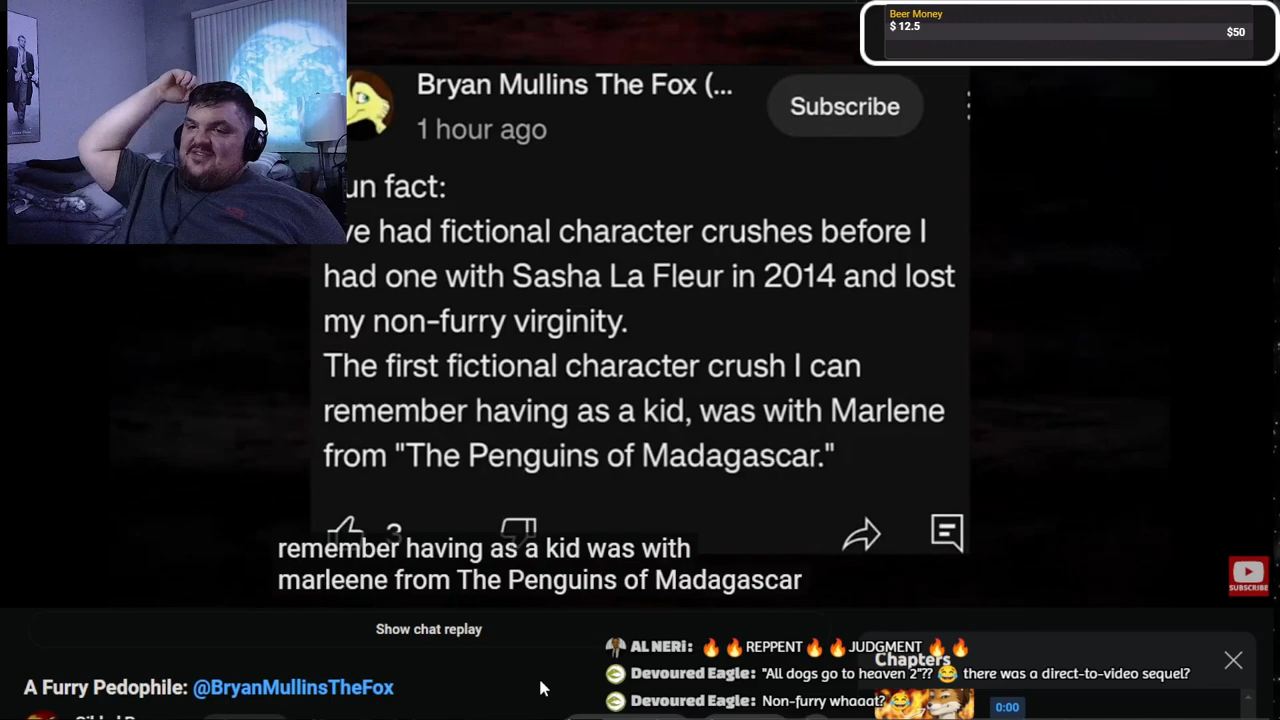 Beer Money
$ 12.5
$50
Bryan Mullins The Fox (...
Subscribe
1 hour ago
un fact:
ve had fictional character crushes before I
had one with Sasha La Fleur in 2014 and lost
my non-furry virginity.
The first fictional character crush I can
remember having as a kid, was with Marlene
from "The Penguins of Madagascar."
3
remember having as a kid was with
marleene from The Penguins of Madagascar
SUBSCRIBE
Show chat replay
AL NERi: 🔥 🔥REPPENT🔥 🔥JUDGMENT🔥 🔥
Chapters
Devoured Eagle: "All dogs go to heaven 2"?? 😂 there was a direct-to-video sequel?
A Furry Pedophile: @BryanMullinsTheFox
Devoured Eagle: Non-furry whaaat? 😂
0:00